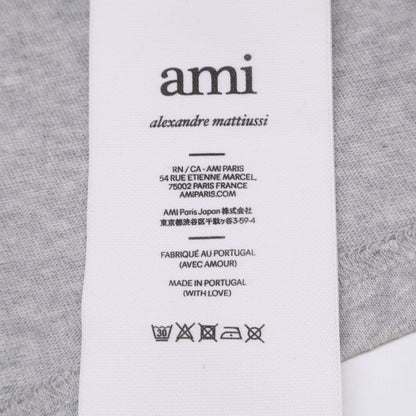 ami
alexandre mattiussi
RN / CA - AMI PARIS
54 RUE ETIENNE MARCEL,
75002 PARIS FRANCE
AMIPARIS.COM
AMI Paris Japan 株式会社
東京都渋谷区千駄ヶ谷3-59-4
FABRIQUÉ AU PORTUGAL
(AVEC AMOUR)
MADE IN PORTUGAL
(WITH LOVE)
30